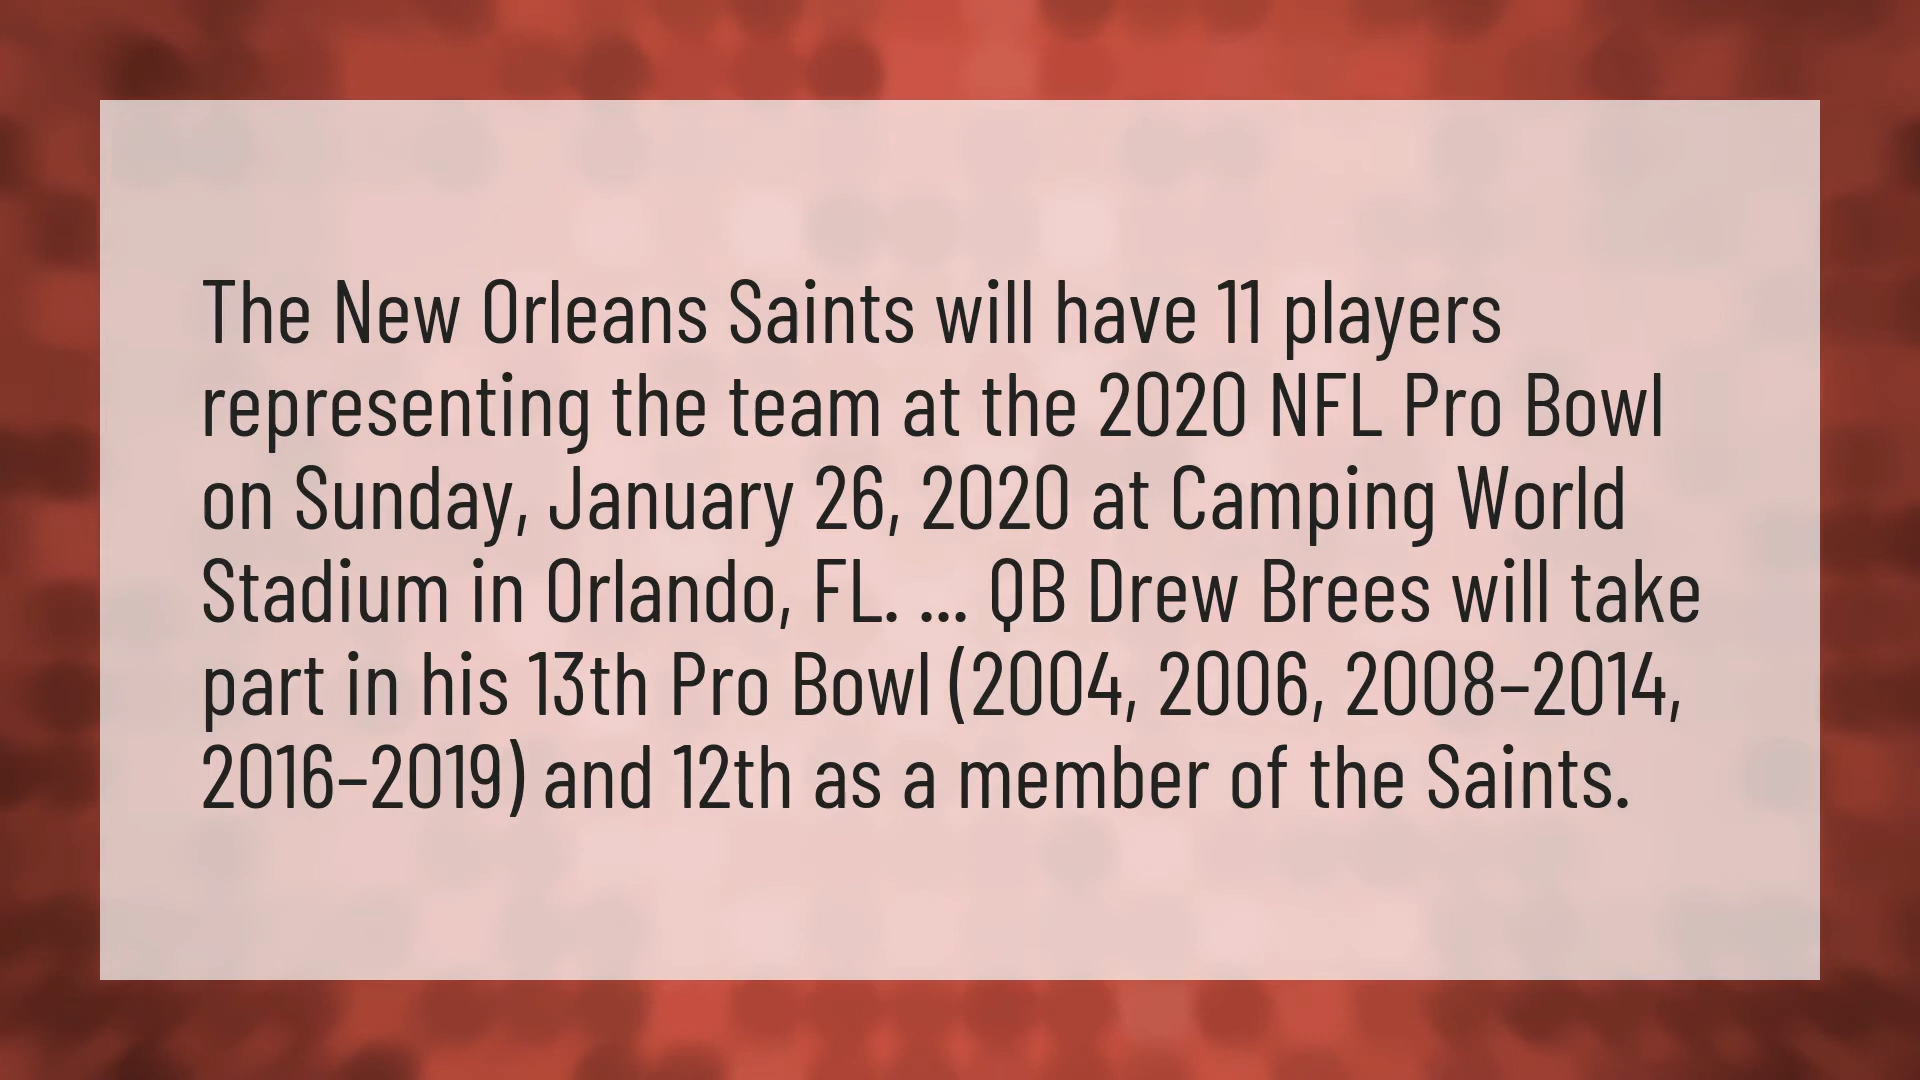 The New Orleans Saints will have 11 players
representing the team at the 2020 NFL Pro Bowl
on Sunday, January 26, 2020 at Camping World
Stadium in Orlando, FL. ... QB Drew Brees will take
part in his 13th Pro Bowl (2004, 2006, 2008–2014,
2016–2019) and 12th as a member of the Saints.